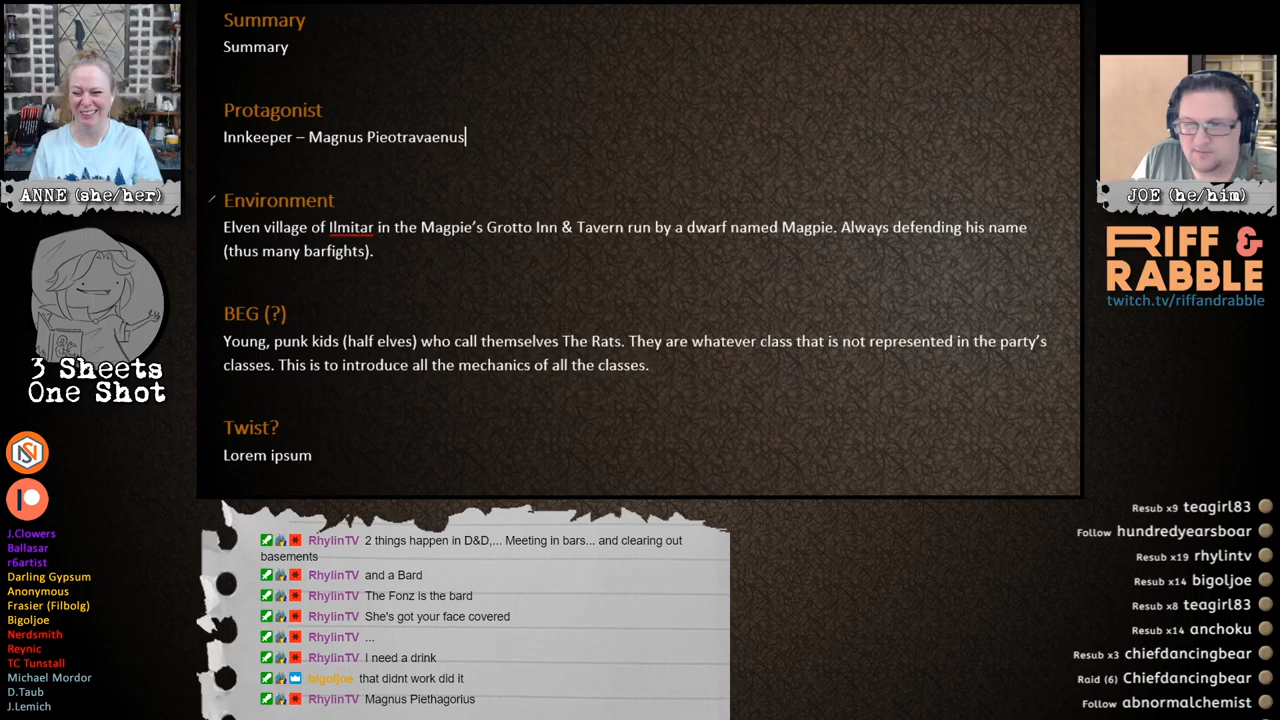 Summary
Summary
Protagonist
Innkeeper – Magnus Pieotravaenus
Environment
Elven village of Ilmitar in the Magpie's Grotto Inn & Tavern run by a dwarf named Magpie. Always defending his name
(thus many barfights).
BEG (?)
Young, punk kids (half elves) who call themselves The Rats. They are whatever class that is not represented in the party's
classes. This is to introduce all the mechanics of all the classes.
Twist?
Lorem ipsum
ANNE (she/her)
JOE (he/him)
RIFF &
RABBLE
twitch.tv/riffandrabble
3 Sheets
One Shot
J.Clowers
Ballasar
r6artist
Darling Gypsum
Anonymous
Frasier (Filbolg)
Bigoljoe
Nerdsmith
Reynic
TC Tunstall
Michael Mordor
D.Taub
J.Lemich
RhylinTV 2 things happen in D&D,... Meeting in bars... and clearing out
basements
RhylinTV and a Bard
RhylinTV The Fonz is the bard
RhylinTV She's got your face covered
RhylinTV ...
RhylinTV I need a drink
bigoljoe that didnt work did it
RhylinTV Magnus Piethagorius
Resub x9 teagirl83
Follow hundredyearsboar
Resub x19 rhylintv
Resub x14 bigoljoe
Resub x8 teagirl83
Resub x14 anchoku
Resub x3 chiefdancingbear
Raid (6) Chiefdancingbear
Follow abnormalchemist